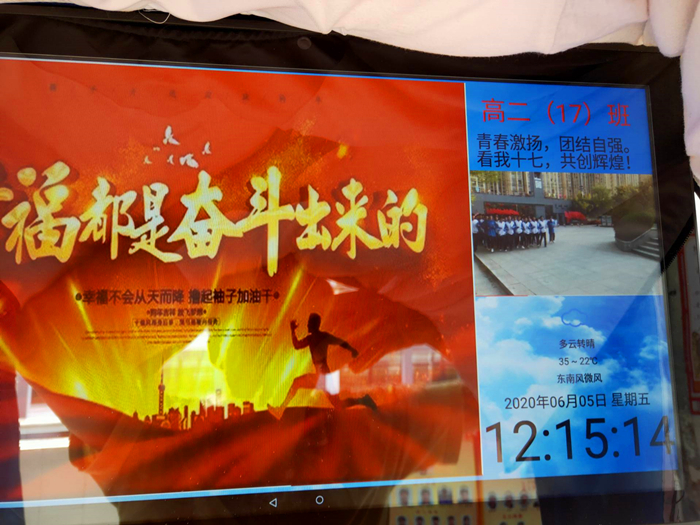 福都是奋斗出来的
幸福不会从天而降 撸起袖子加油干
高二（17）班
青春激扬，团结自强。
看我十七，共创辉煌！
多云转晴
35～22℃
东南风微风
2020年06月05日 星期五
12:15:14